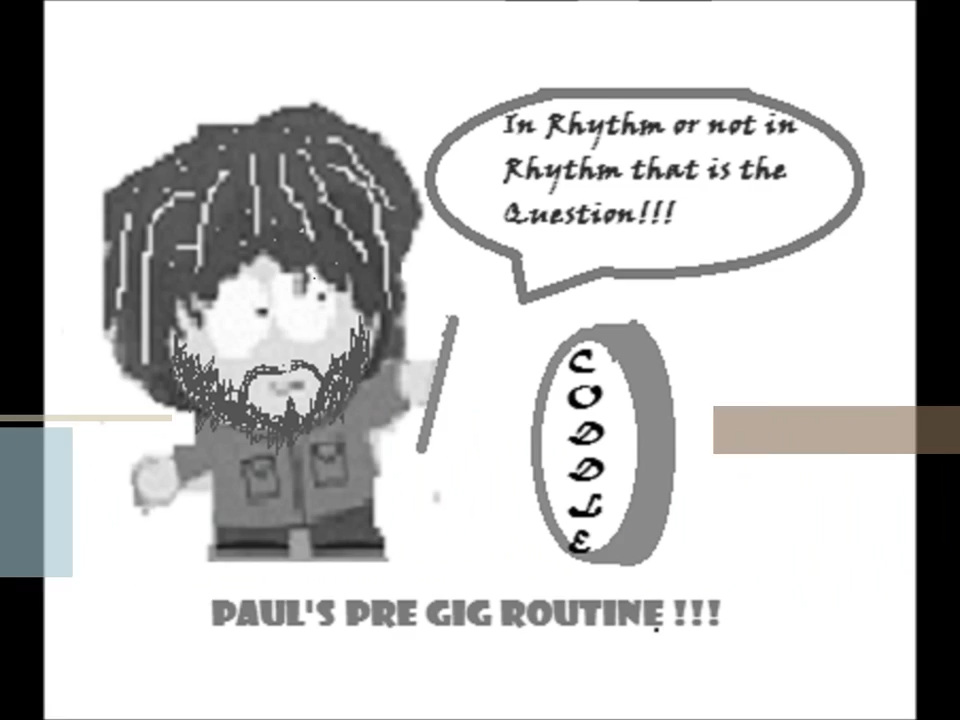 In Rhythm or not in
Rhythm that is the
Question!!!
CODDLE
PAUL'S PRE GIG ROUTINE !!!